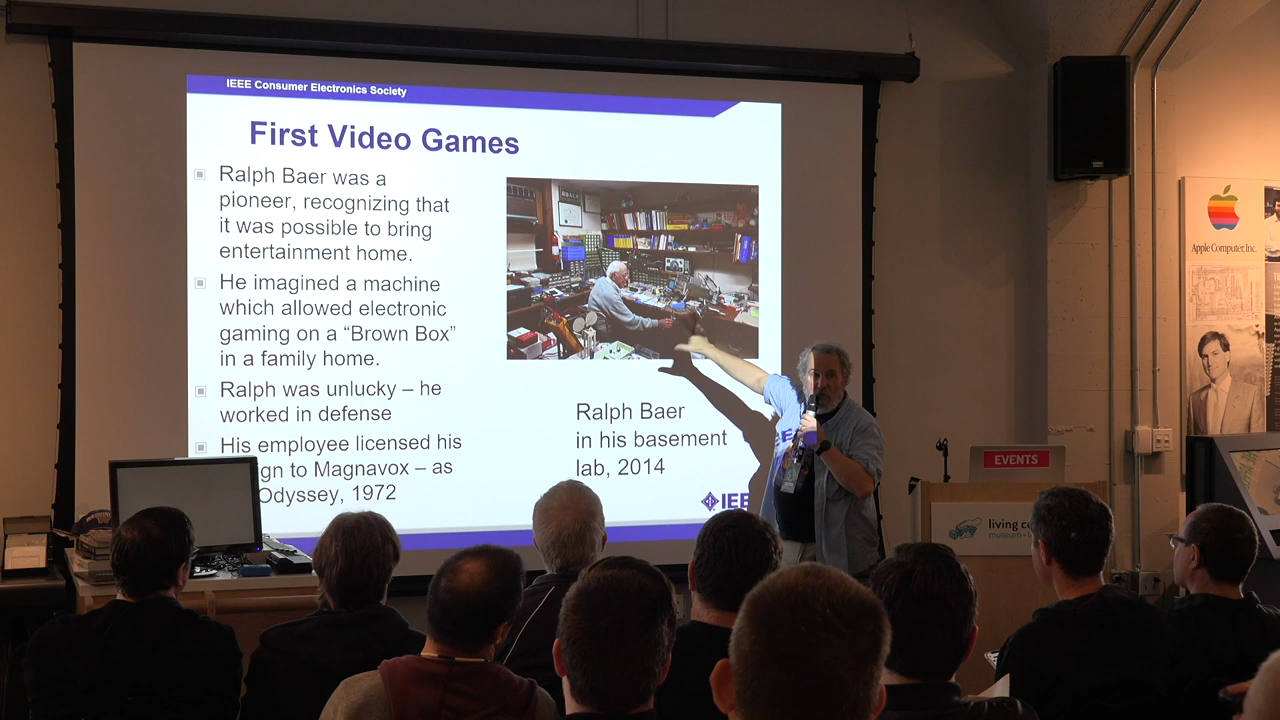 IEEE Consumer Electronics Society
First Video Games
Ralph Baer was a
pioneer, recognizing that
it was possible to bring
entertainment home.
He imagined a machine
which allowed electronic
gaming on a “Brown Box”
in a family home.
Ralph was unlucky – he
worked in defense
His employee licensed his
to Magnavox – as
Odyssey, 1972
Ralph Baer
in his basement
lab, 2014
Apple Computer, Inc.
EVENTS
living